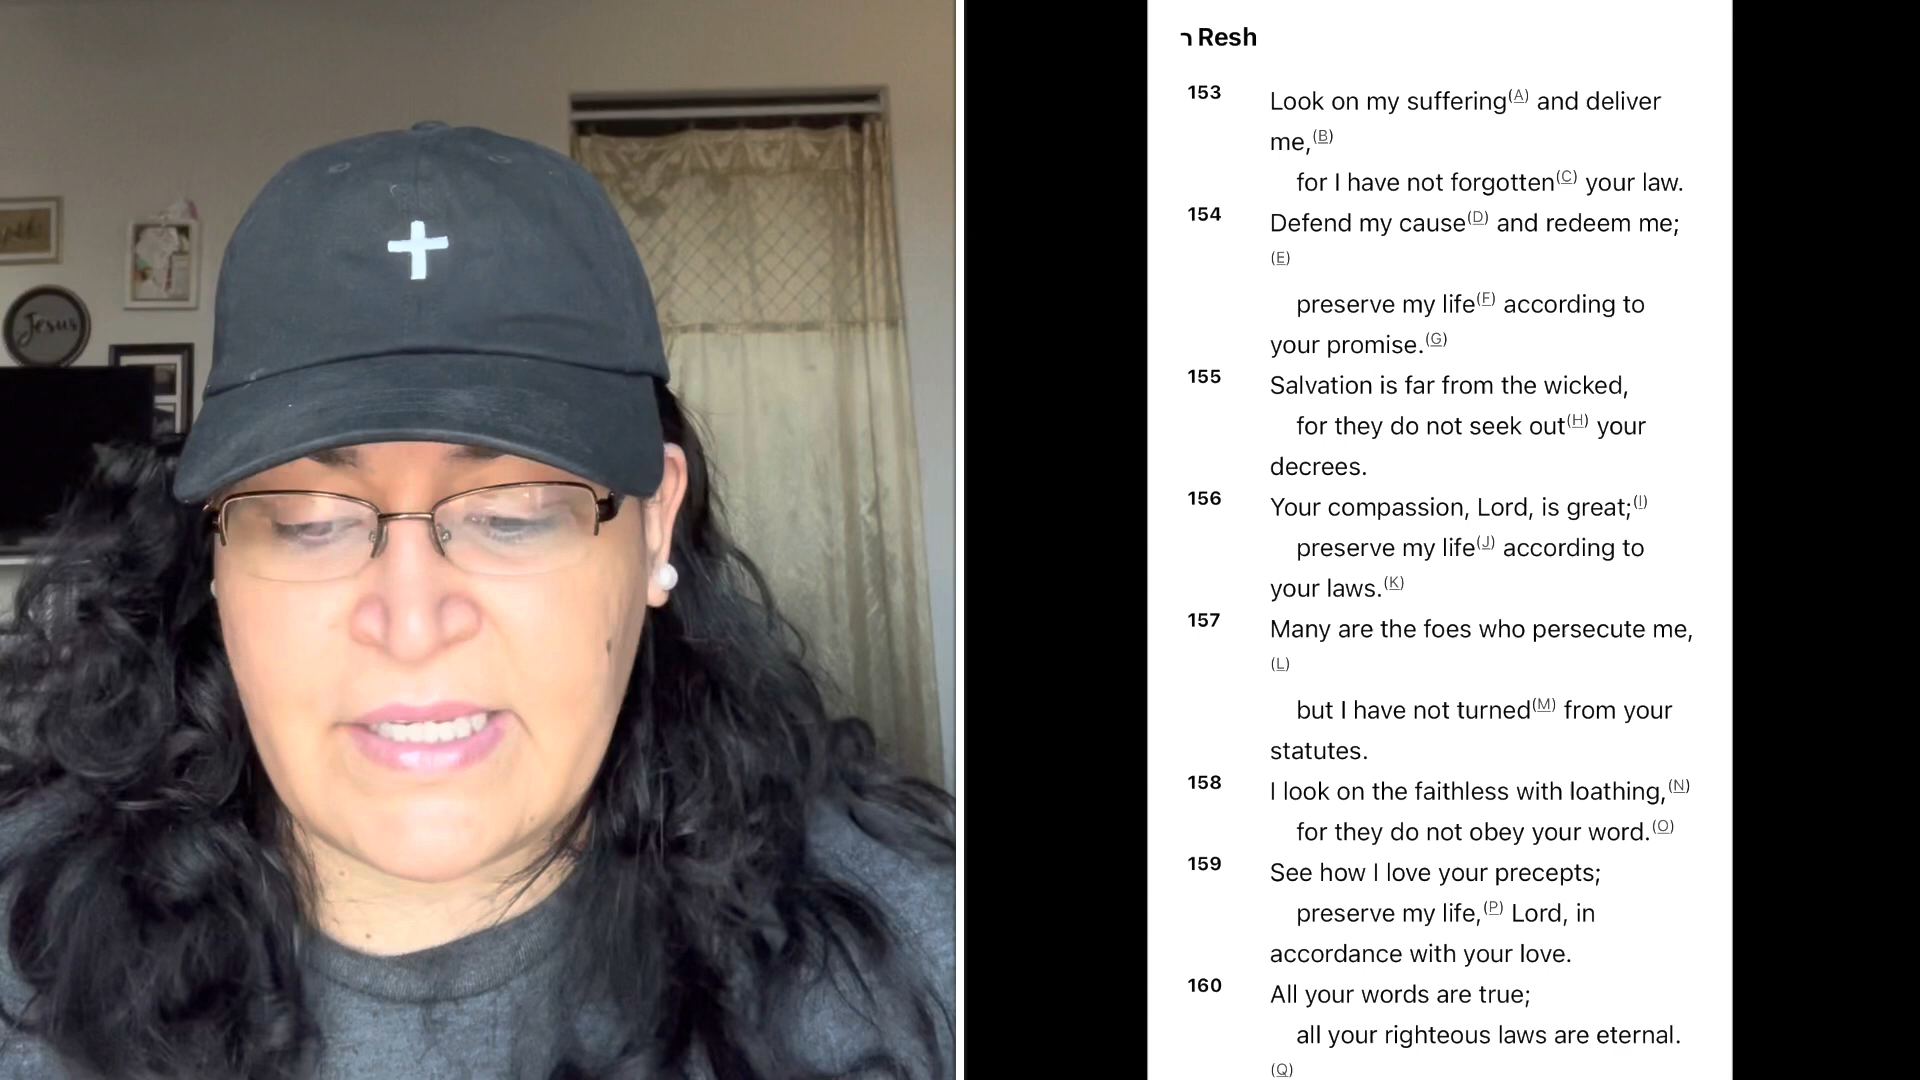 Jesus
ר Resh
153 Look on my suffering(A) and deliver
me,(B)
for I have not forgotten(C) your law.
154 Defend my cause(D) and redeem me;
(E)
preserve my life(F) according to
your promise.(G)
155 Salvation is far from the wicked,
for they do not seek out(H) your
decrees.
156 Your compassion, Lord, is great;(I)
preserve my life(J) according to
your laws.(K)
157 Many are the foes who persecute me,
(L)
but I have not turned(M) from your
statutes.
158 I look on the faithless with loathing,(N)
for they do not obey your word.(O)
159 See how I love your precepts;
preserve my life,(P) Lord, in
accordance with your love.
160 All your words are true;
all your righteous laws are eternal.
(Q)